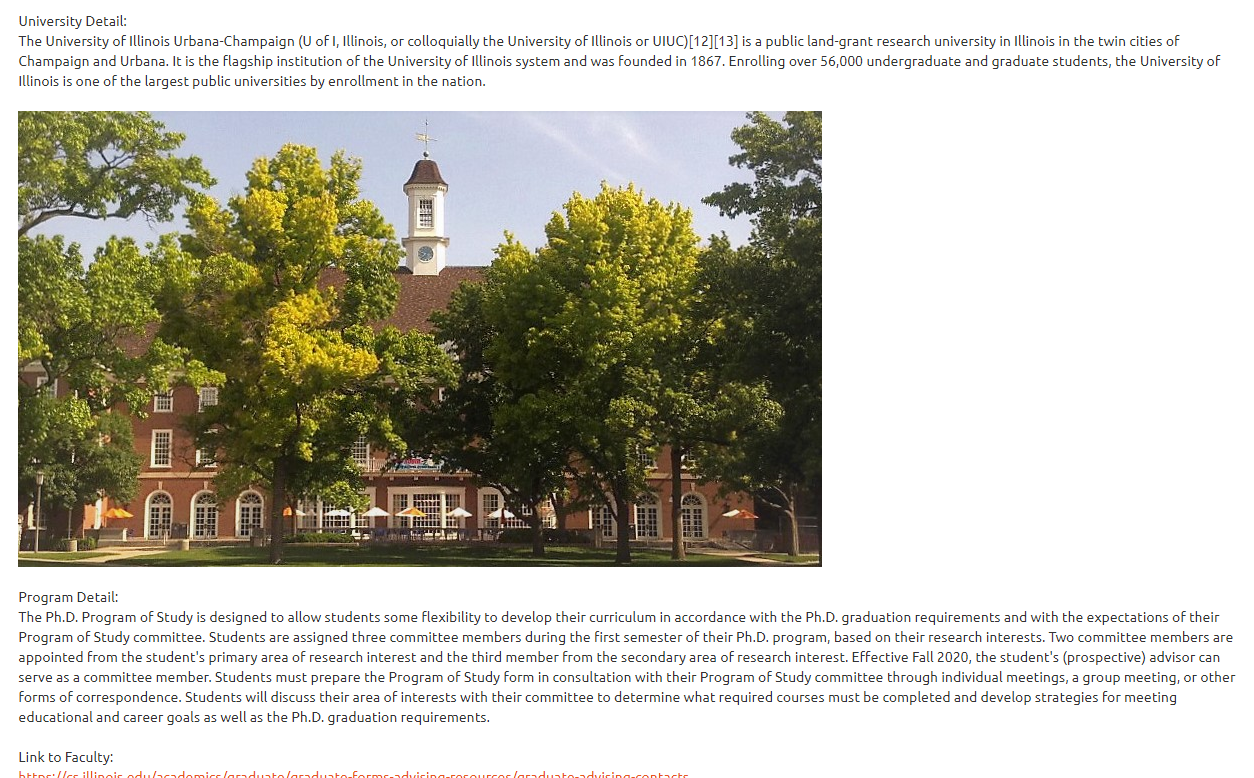 University Detail:
The University of Illinois Urbana-Champaign (U of I, Illinois, or colloquially the University of Illinois or UIUC)[12][13] is a public land-grant research university in Illinois in the twin cities of
Champaign and Urbana. It is the flagship institution of the University of Illinois system and was founded in 1867. Enrolling over 56,000 undergraduate and graduate students, the University of
Illinois is one of the largest public universities by enrollment in the nation.
Program Detail:
The Ph.D. Program of Study is designed to allow students some flexibility to develop their curriculum in accordance with the Ph.D. graduation requirements and with the expectations of their
Program of Study committee. Students are assigned three committee members during the first semester of their Ph.D. program, based on their research interests. Two committee members are
appointed from the student's primary area of research interest and the third member from the secondary area of research interest. Effective Fall 2020, the student's (prospective) advisor can
serve as a committee member. Students must prepare the Program of Study form in consultation with their Program of Study committee through individual meetings, a group meeting, or other
forms of correspondence. Students will discuss their area of interests with their committee to determine what required courses must be completed and develop strategies for meeting
educational and career goals as well as the Ph.D. graduation requirements.
Link to Faculty:
https://cs.illinois.edu/academics/graduate/graduate-forms-advising-resources/graduate-advising-contacts